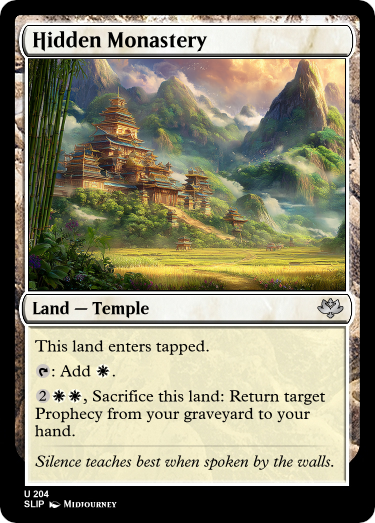 Hidden Monastery
Land — Temple
This land enters tapped.
: Add .
2, Sacrifice this land: Return target
Prophecy from your graveyard to your
hand.
Silence teaches best when spoken by the walls.
U 204
SLIP Midjourney